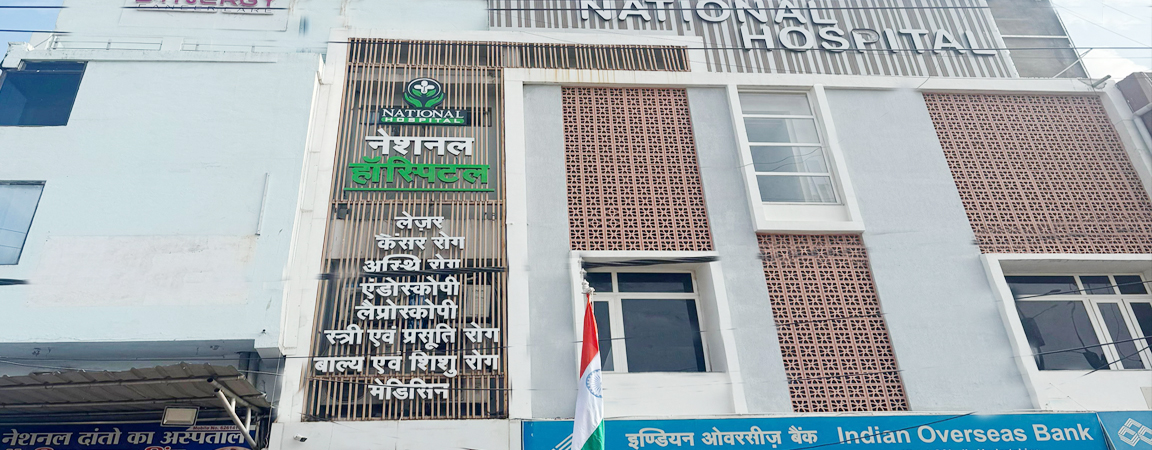 NATIONAL
HOSPITAL
NATIONAL
HOSPITAL
नेशनल
हॉस्पिटल
लेज़र
कैंसर रोग
अस्थि रोग
एंडोस्कोपी
लेप्रोस्कोपी
स्त्री एवं प्रसूति रोग
बाल्य एवं शिशु रोग
मेडिसिन
नेशनल दांतो का अस्पताल
इण्डियन ओवरसीज़ बैंक Indian Overseas Bank